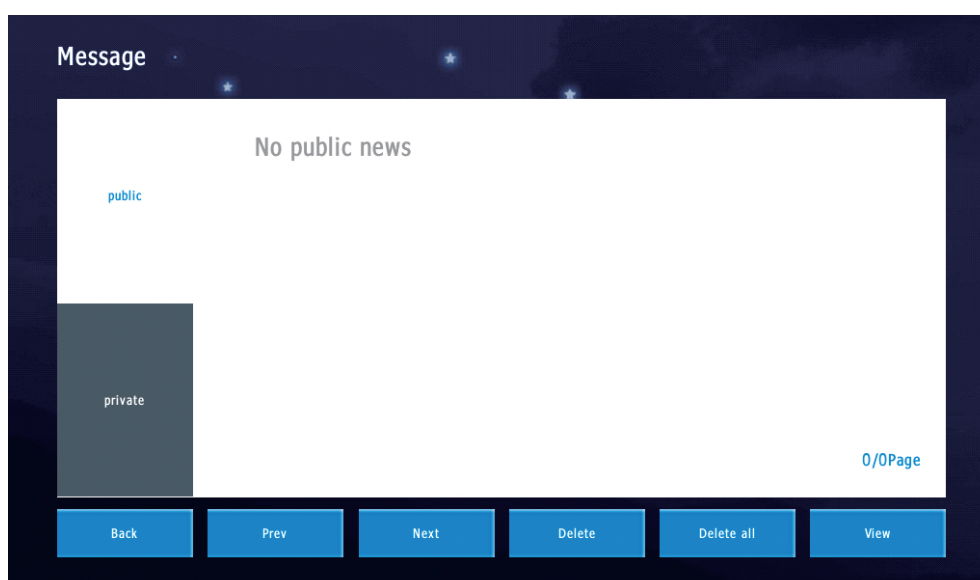 Message
No public news
public
private
0/0Page
Back
Prev
Next
Delete
Delete all
View